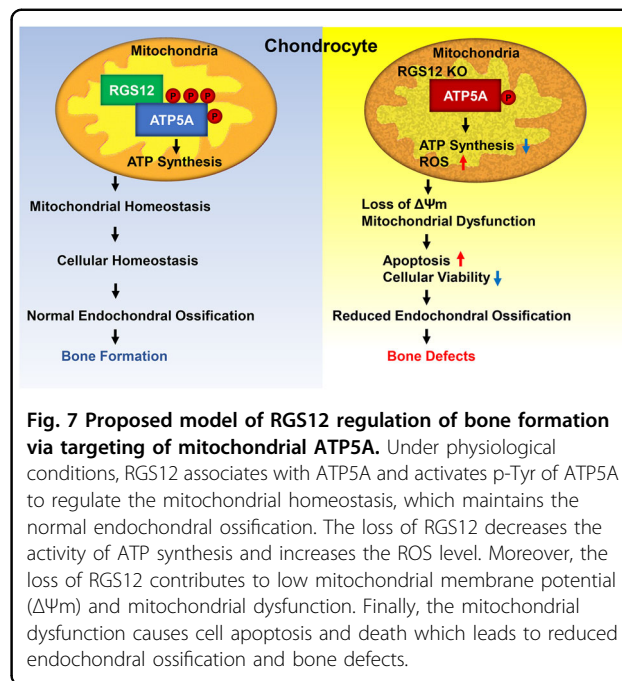 Chondrocyte
Mitochondria
RGS12
P P P
ATP5A
P
ATP Synthesis
Mitochondrial Homeostasis
Cellular Homeostasis
Normal Endochondral Ossification
Bone Formation
Mitochondria
RGS12 KO
ATP5A
P
ATP Synthesis
ROS
Loss of ΔΨm
Mitochondrial Dysfunction
Apoptosis
Cellular Viability
Reduced Endochondral Ossification
Bone Defects
Fig. 7 Proposed model of RGS12 regulation of bone formation
via targeting of mitochondrial ATP5A. Under physiological
conditions, RGS12 associates with ATP5A and activates p-Tyr of ATP5A
to regulate the mitochondrial homeostasis, which maintains the
normal endochondral ossification. The loss of RGS12 decreases the
activity of ATP synthesis and increases the ROS level. Moreover, the
loss of RGS12 contributes to low mitochondrial membrane potential
(ΔΨm) and mitochondrial dysfunction. Finally, the mitochondrial
dysfunction causes cell apoptosis and death which leads to reduced
endochondral ossification and bone defects.